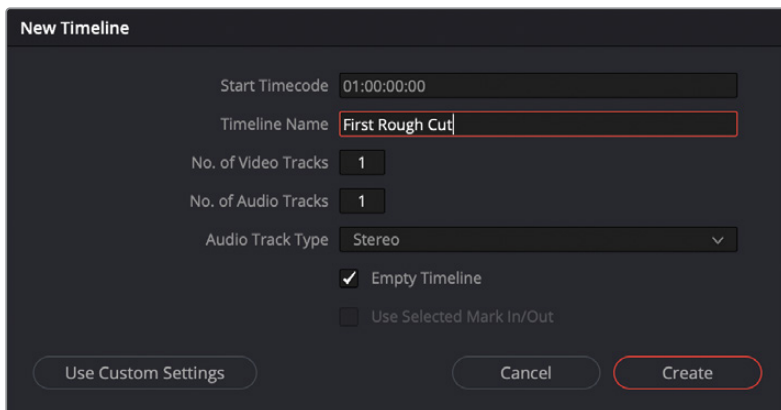 New Timeline
Start Timecode 01:00:00:00
Timeline Name First Rough Cut
No. of Video Tracks 1
No. of Audio Tracks 1
Audio Track Type Stereo
Empty Timeline
Use Selected Mark In/Out
Use Custom Settings Cancel Create